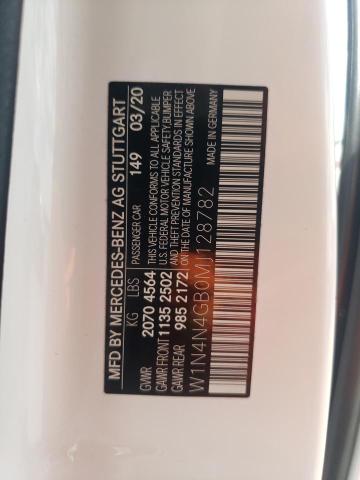 MFD BY MERCEDES-BENZ AG STUTTGART
KG LBS PASSENGER CAR 149 03/20
GVWR 2070 4564 THIS VEHICLE CONFORMS TO ALL APPLICABLE
GAWR FRONT 1135 2502 U.S. FEDERAL MOTOR VEHICLE SAFETY, BUMPER
GAWR REAR 985 2172 AND THEFT PREVENTION STANDARDS IN EFFECT
ON THE DATE OF MANUFACTURE SHOWN ABOVE.
W1N4N4GB0MJ128782 MADE IN GERMANY